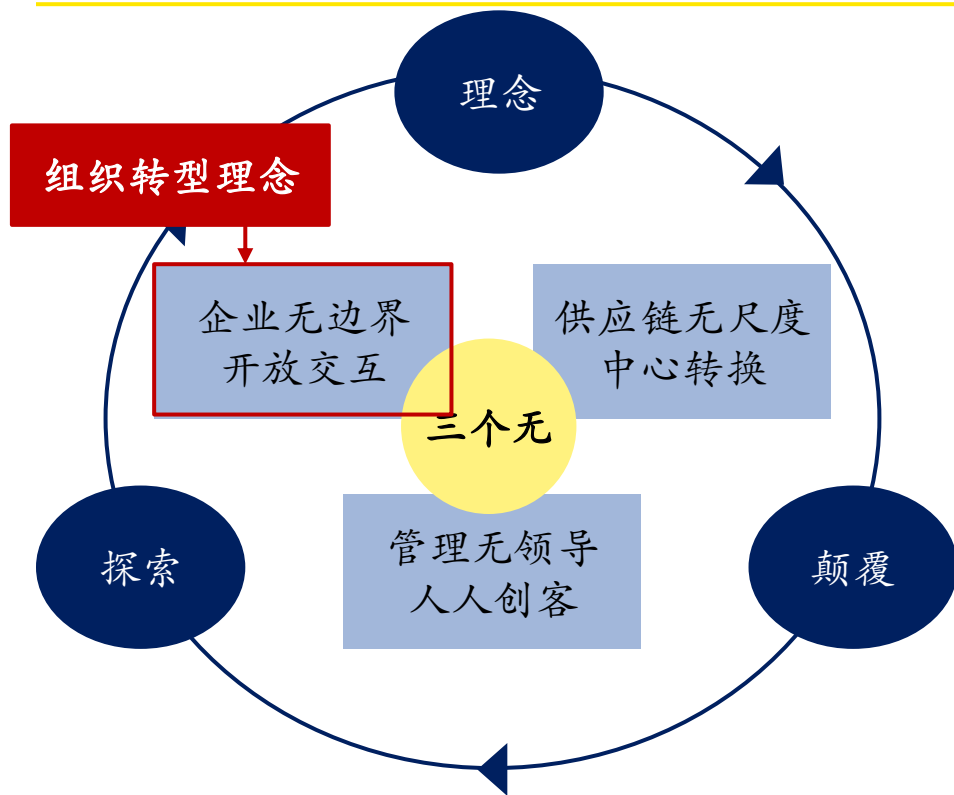 理念
组织转型理念
企业无边界
开放交互
供应链无尺度
中心转换
三个无
管理无领导
人人创客
探索
颠覆